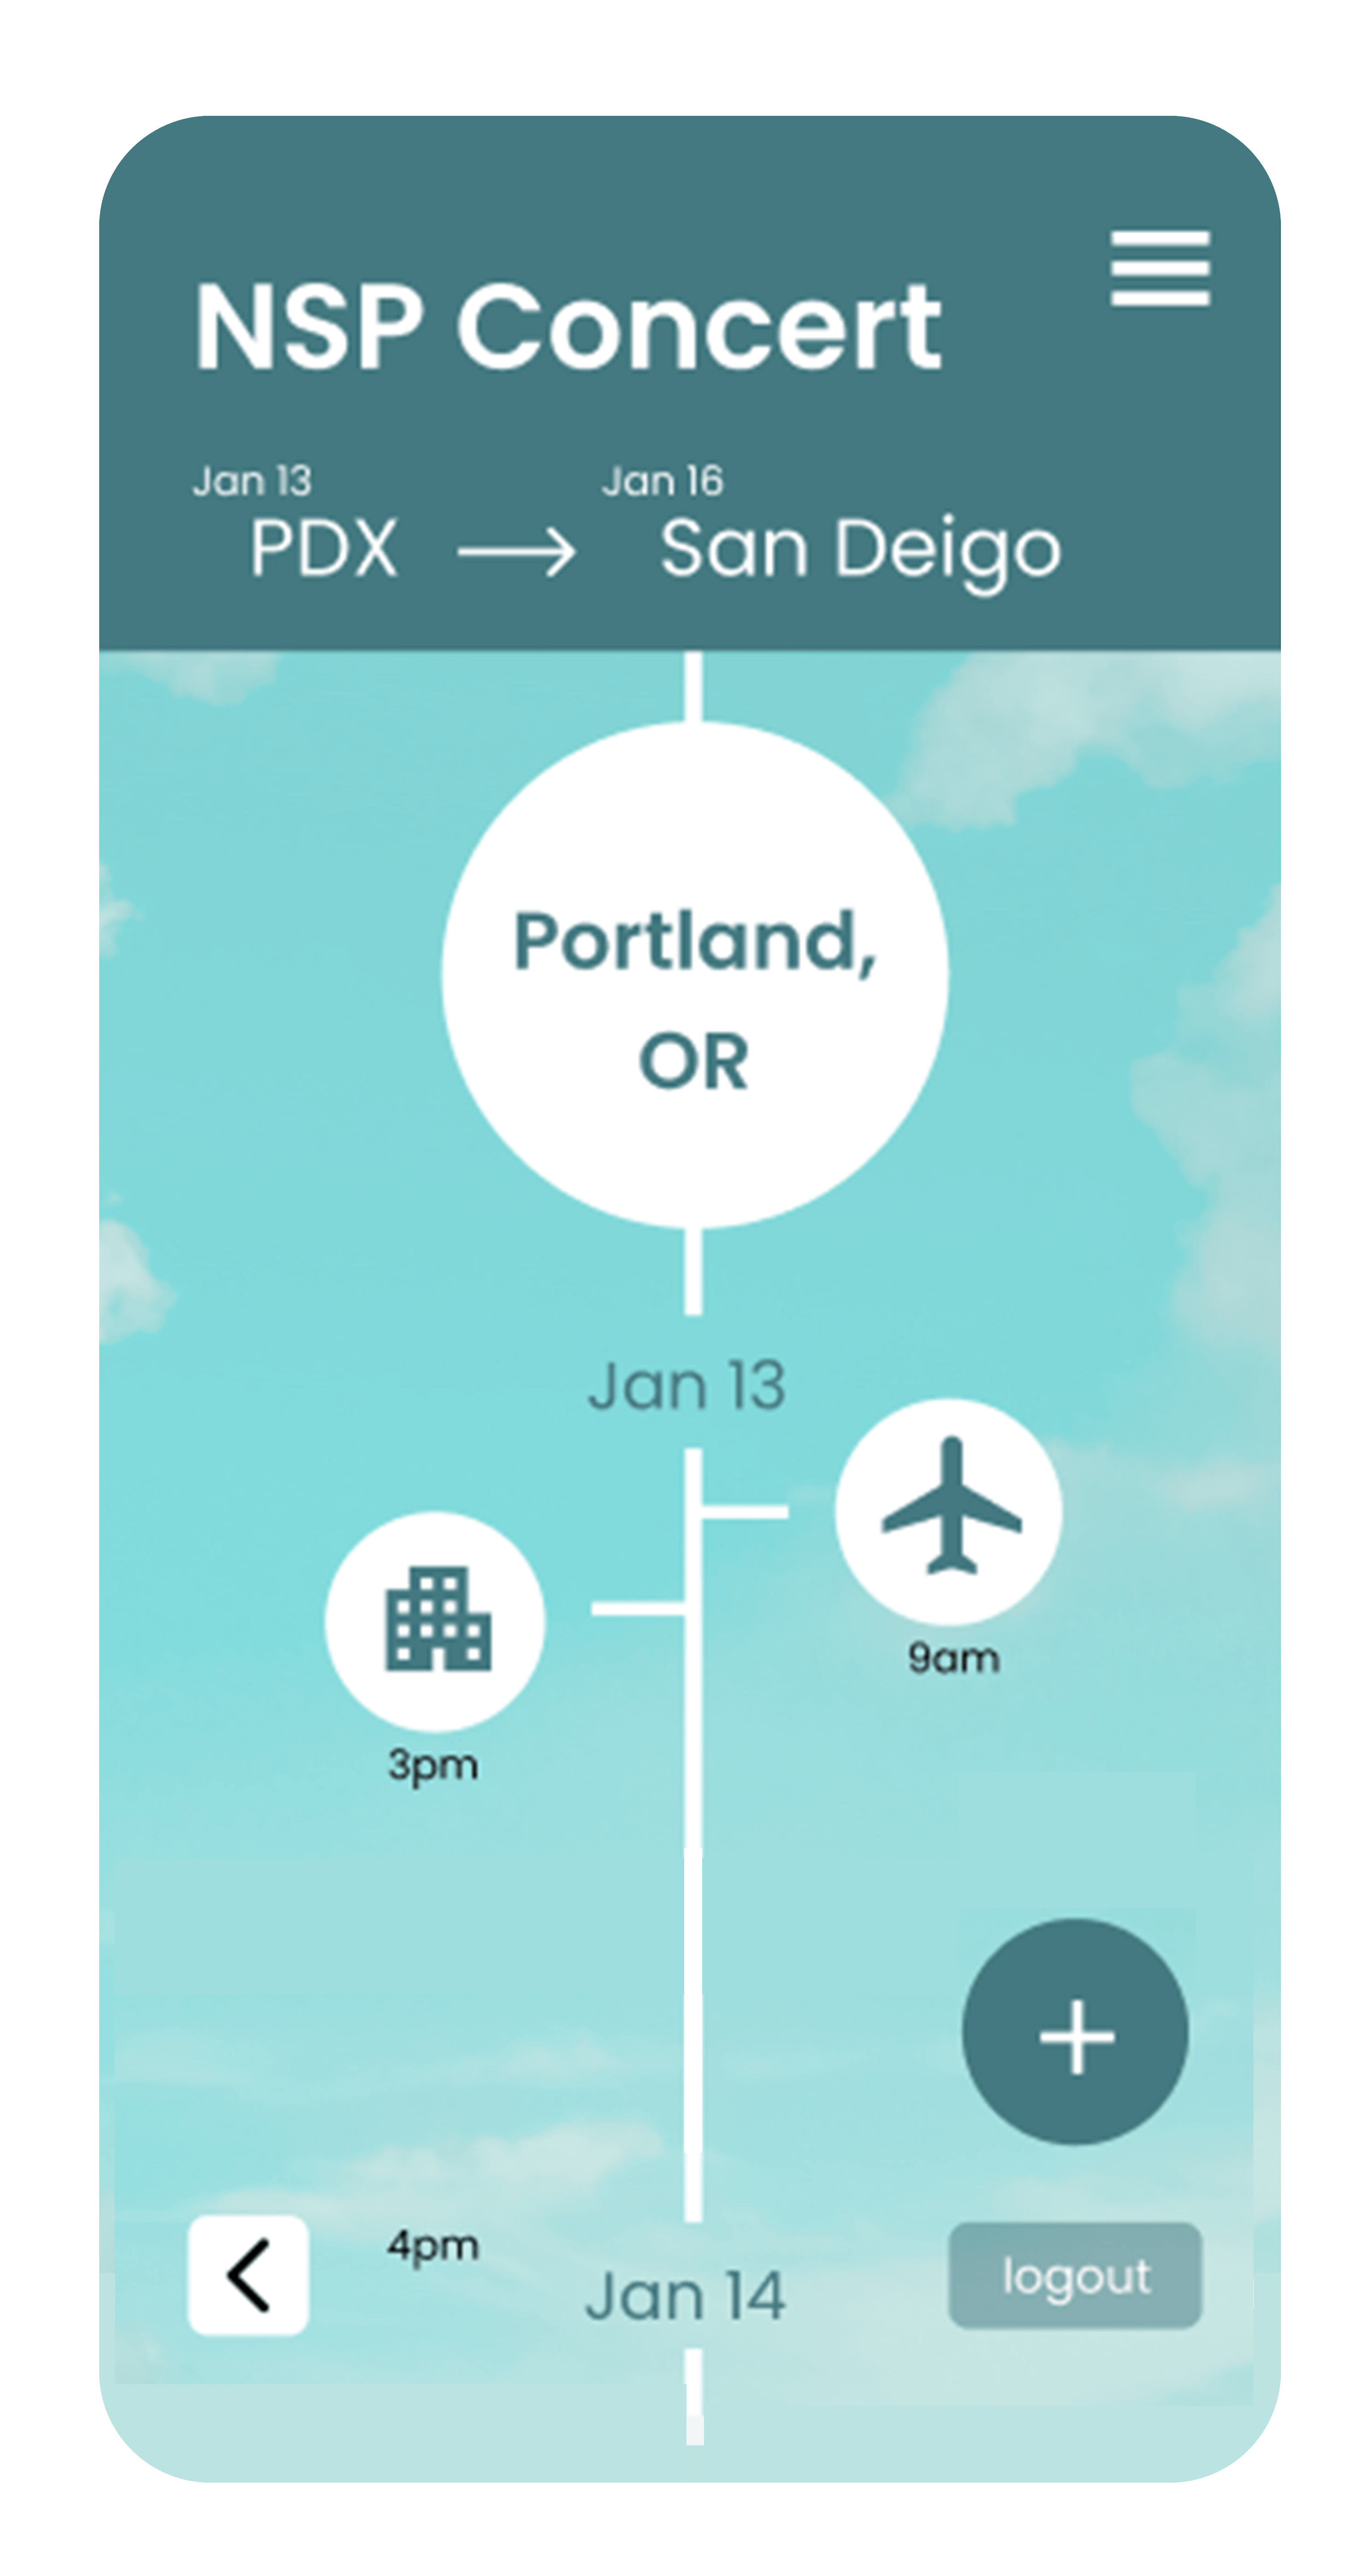 NSP Concert
Jan 13 Jan 16
PDX → San Deigo
Portland,
OR
Jan 13
9am
3pm
4pm
Jan 14
logout